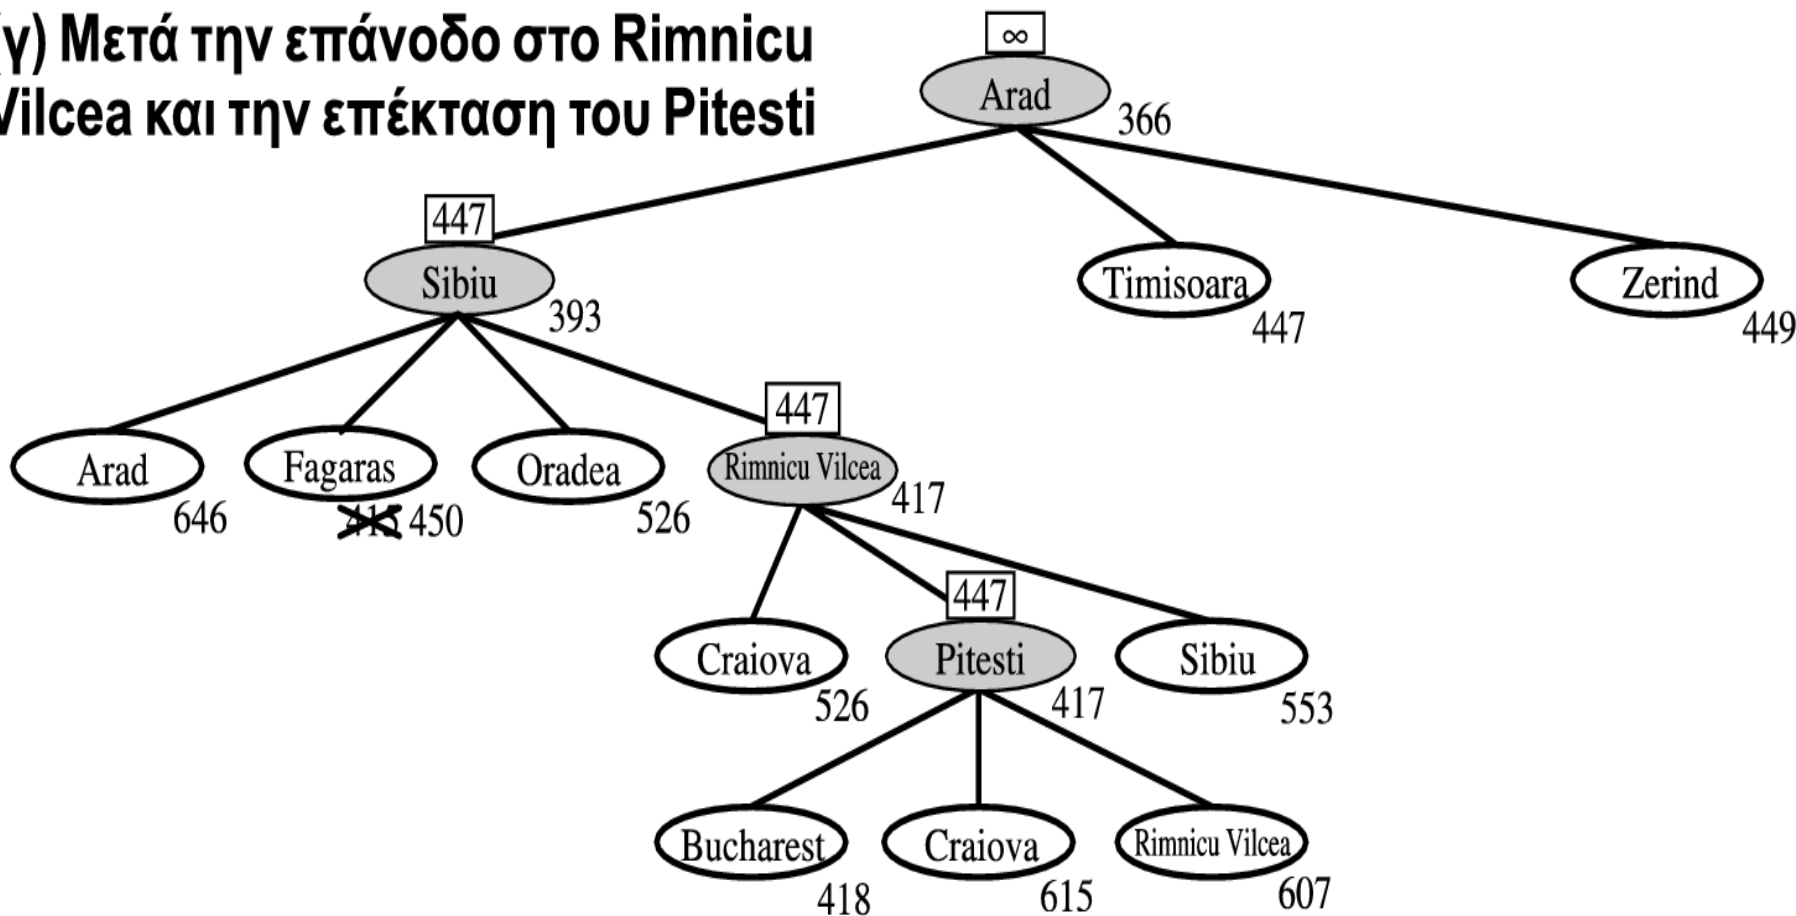 (γ) Μετά την επάνοδο στο Rimnicu
Vilcea και την επέκταση του Pitesti
∞
Arad
366
447
Sibiu
393
Timisoara
447
Zerind
449
Arad
646
Fagaras
415 450
Oradea
526
447
Rimnicu Vilcea
417
Craiova
526
447
Pitesti
417
Sibiu
553
Bucharest
418
Craiova
615
Rimnicu Vilcea
607